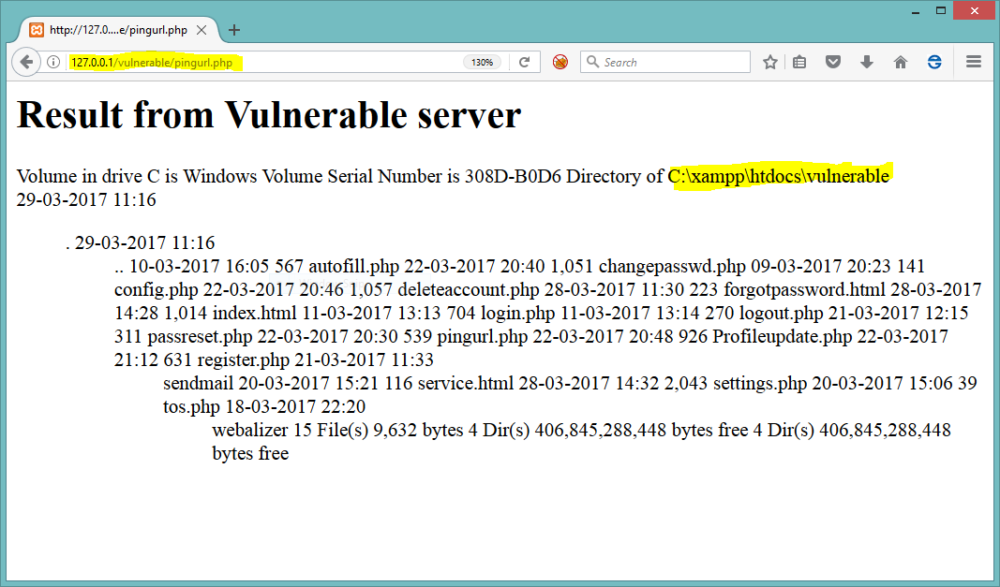 http://127.0....e/pingurl.php
127.0.0.1/vulnerable/pingurl.php
130%
Search
Result from Vulnerable server
Volume in drive C is Windows Volume Serial Number is 308D-B0D6 Directory of C:\xampp\htdocs\vulnerable
29-03-2017 11:16
. 29-03-2017 11:16
.. 10-03-2017 16:05 567 autofill.php 22-03-2017 20:40 1,051 changepasswd.php 09-03-2017 20:23 141
config.php 22-03-2017 20:46 1,057 deleteaccount.php 28-03-2017 11:30 223 forgotpassword.html 28-03-2017
14:28 1,014 index.html 11-03-2017 13:13 704 login.php 11-03-2017 13:14 270 logout.php 21-03-2017 12:15
311 passreset.php 22-03-2017 20:30 539 pingurl.php 22-03-2017 20:48 926 Profileupdate.php 22-03-2017
21:12 631 register.php 21-03-2017 11:33
sendmail 20-03-2017 15:21 116 service.html 28-03-2017 14:32 2,043 settings.php 20-03-2017 15:06 39
tos.php 18-03-2017 22:20
webalizer 15 File(s) 9,632 bytes 4 Dir(s) 406,845,288,448 bytes free 4 Dir(s) 406,845,288,448
bytes free